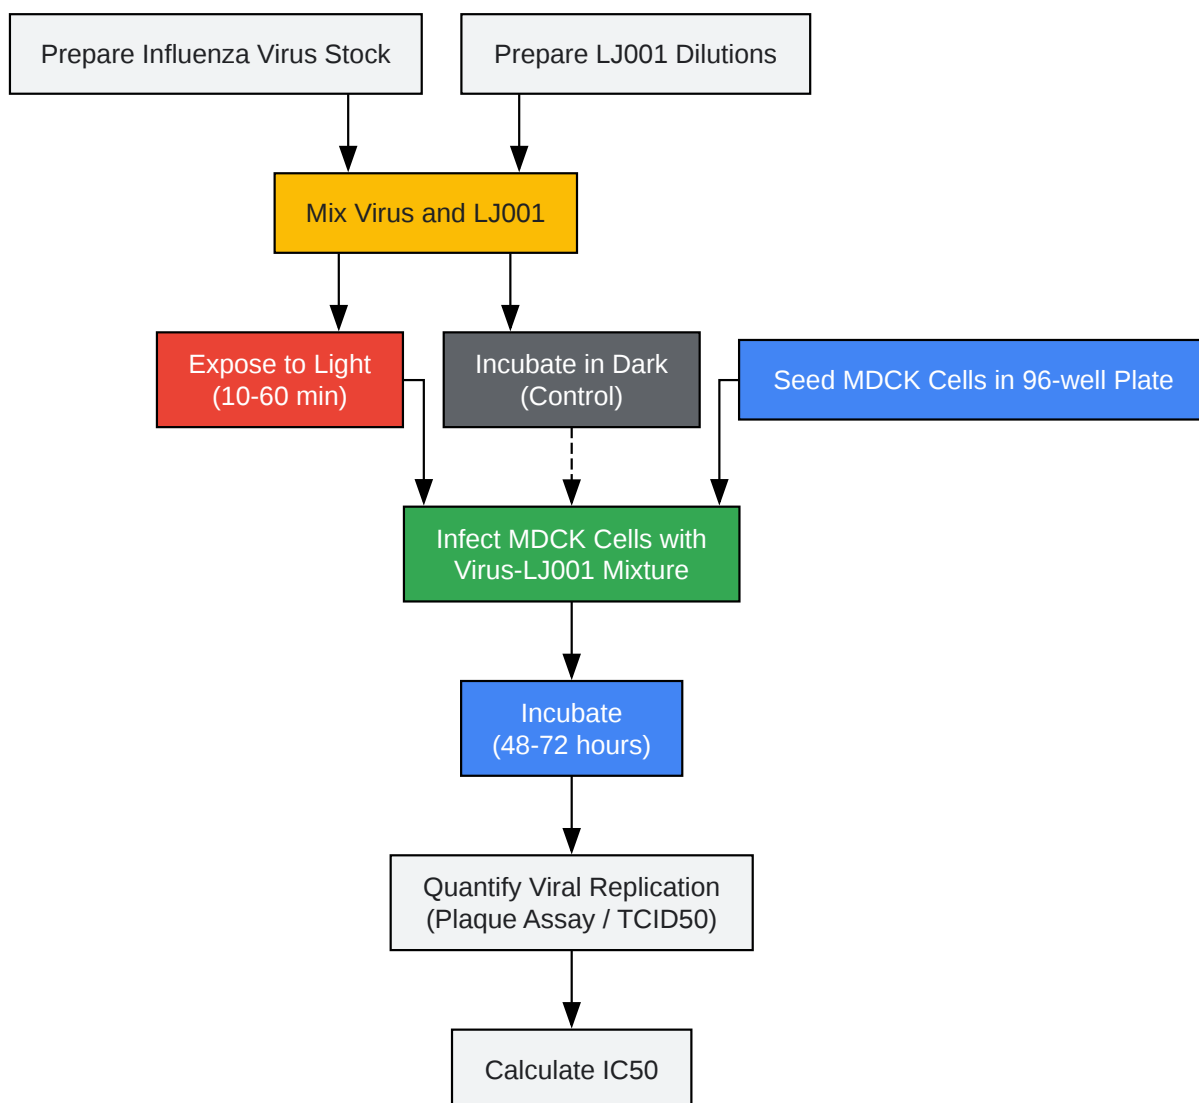 Prepare Influenza Virus Stock
Prepare LJ001 Dilutions
Mix Virus and LJ001
Expose to Light
(10-60 min)
Incubate in Dark
(Control)
Seed MDCK Cells in 96-well Plate
Infect MDCK Cells with
Virus-LJ001 Mixture
Incubate
(48-72 hours)
Quantify Viral Replication
(Plaque Assay / TCID50)
Calculate IC50